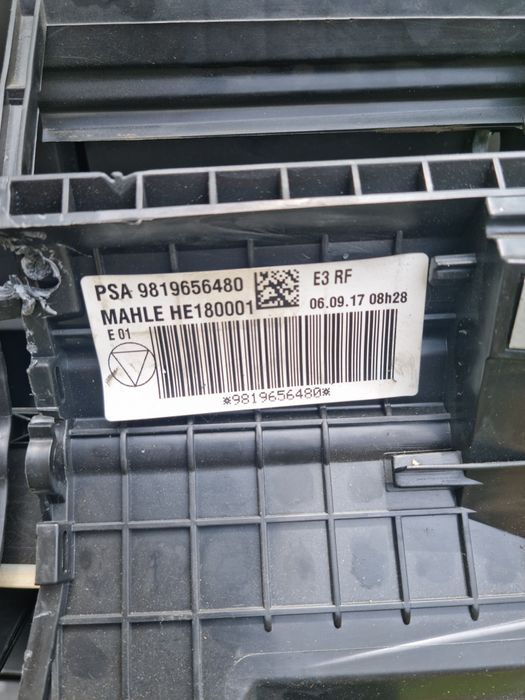 PSA 9819656480 E3 RF
MAHLE HE180001 06.09.17 08h28
E 01
*9819656480*